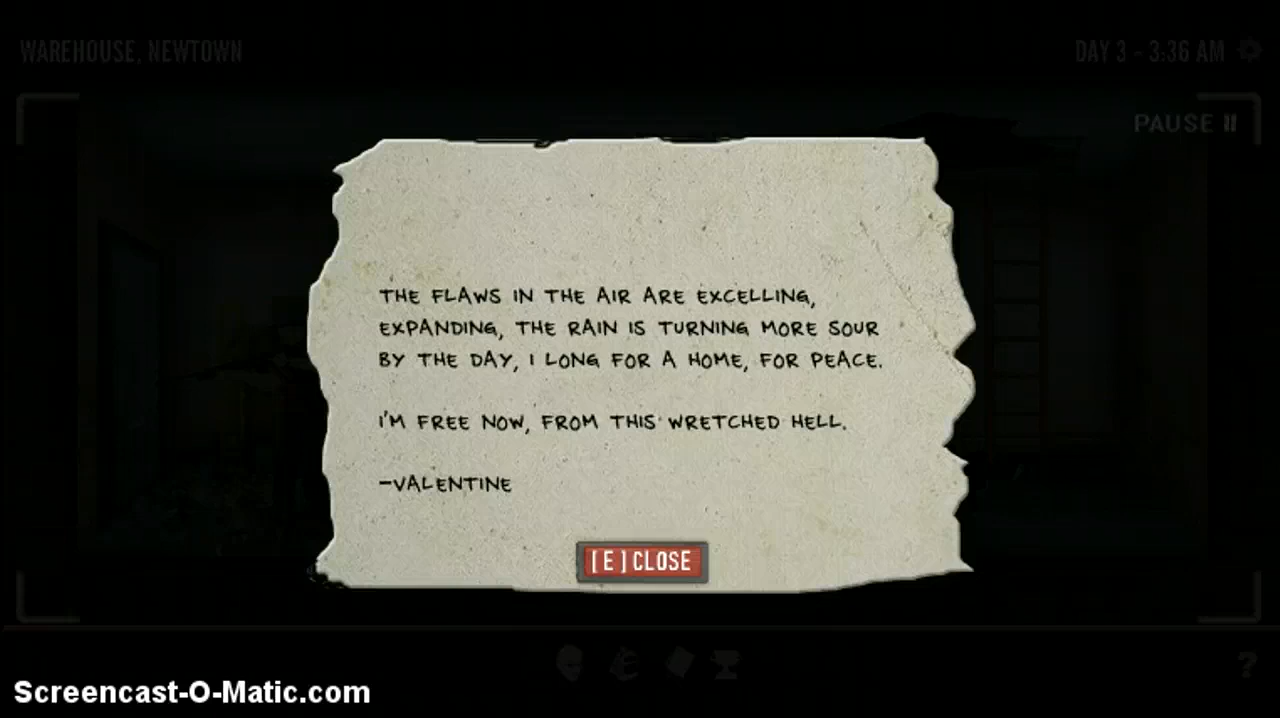 WAREHOUSE, NEWTOWN
DAY 3 - 3:36 AM
PAUSE II
THE FLAWS IN THE AIR ARE EXCELLING,
EXPANDING, THE RAIN IS TURNING MORE SOUR
BY THE DAY, I LONG FOR A HOME, FOR PEACE.
I'M FREE NOW, FROM THIS WRETCHED HELL.
-VALENTINE
[ E ] CLOSE
?
Screencast-O-Matic.com